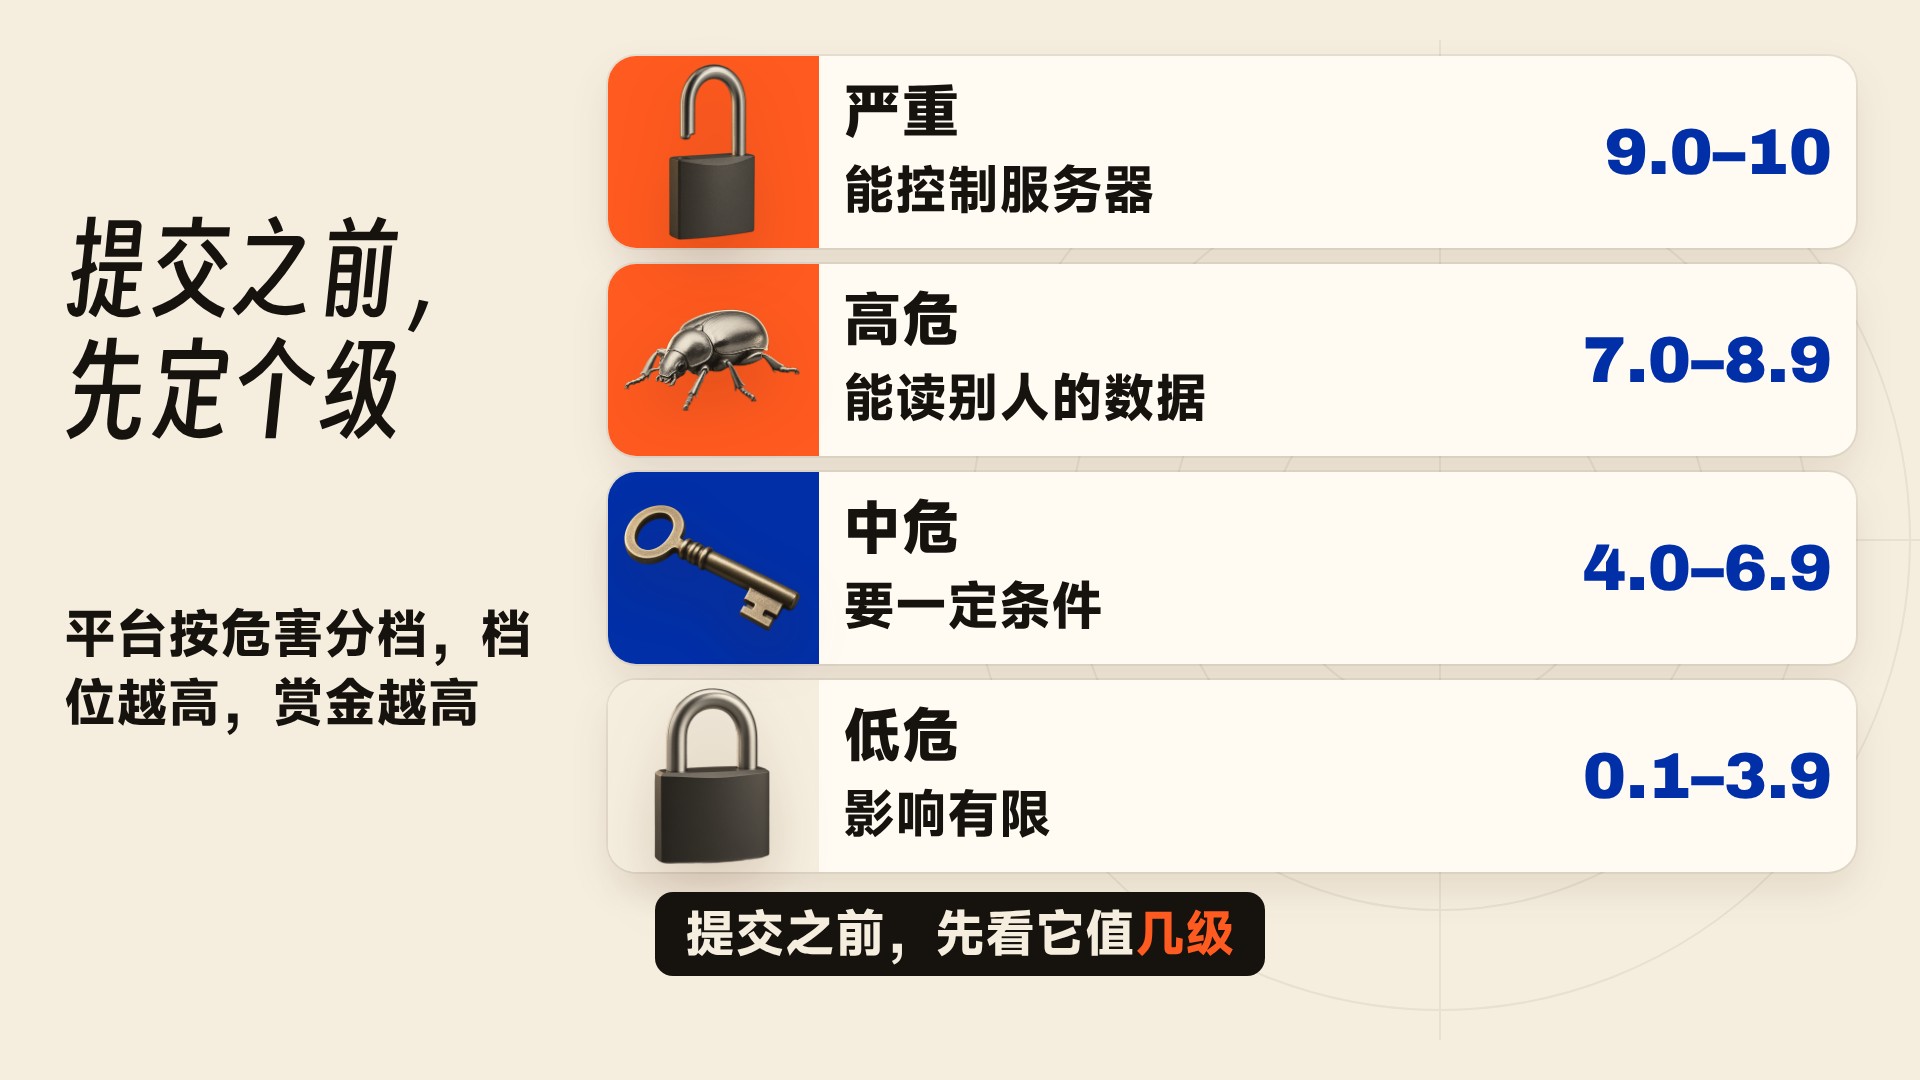 提交之前，
先定个级
平台按危害分档，档
位越高，赏金越高
严重
能控制服务器
9.0–10
高危
能读别人的数据
7.0–8.9
中危
要一定条件
4.0–6.9
低危
影响有限
0.1–3.9
提交之前，先看它值几级